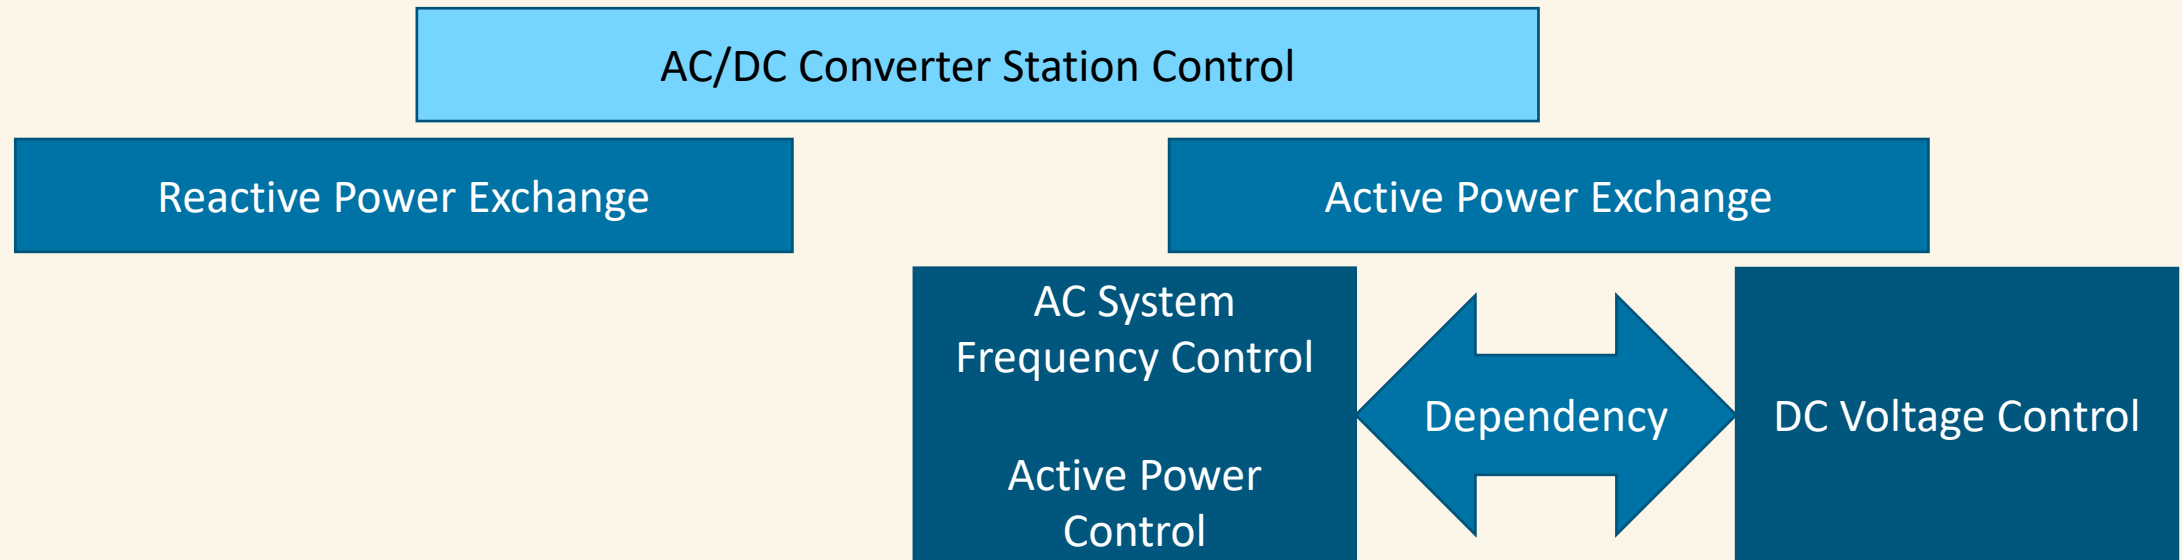 AC/DC Converter Station Control
Reactive Power Exchange
Active Power Exchange
AC System
Frequency Control
Active Power
Control
Dependency
DC Voltage Control